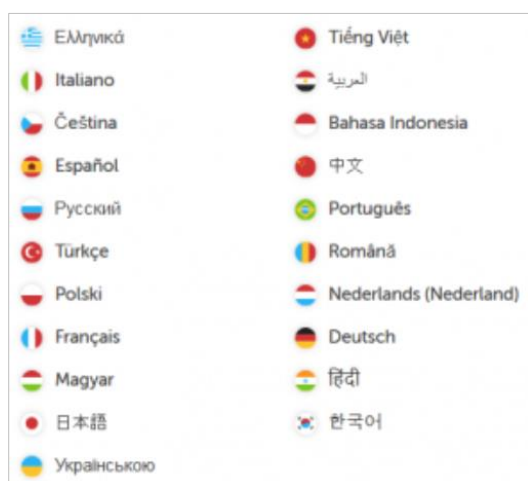 Ελληνικά
Tiếng Việt
Italiano
العربية
Čeština
Bahasa Indonesia
Español
中文
Русский
Português
Türkçe
Română
Polski
Nederlands (Nederland)
Français
Deutsch
Magyar
हिंदी
日本語
한국어
Українською